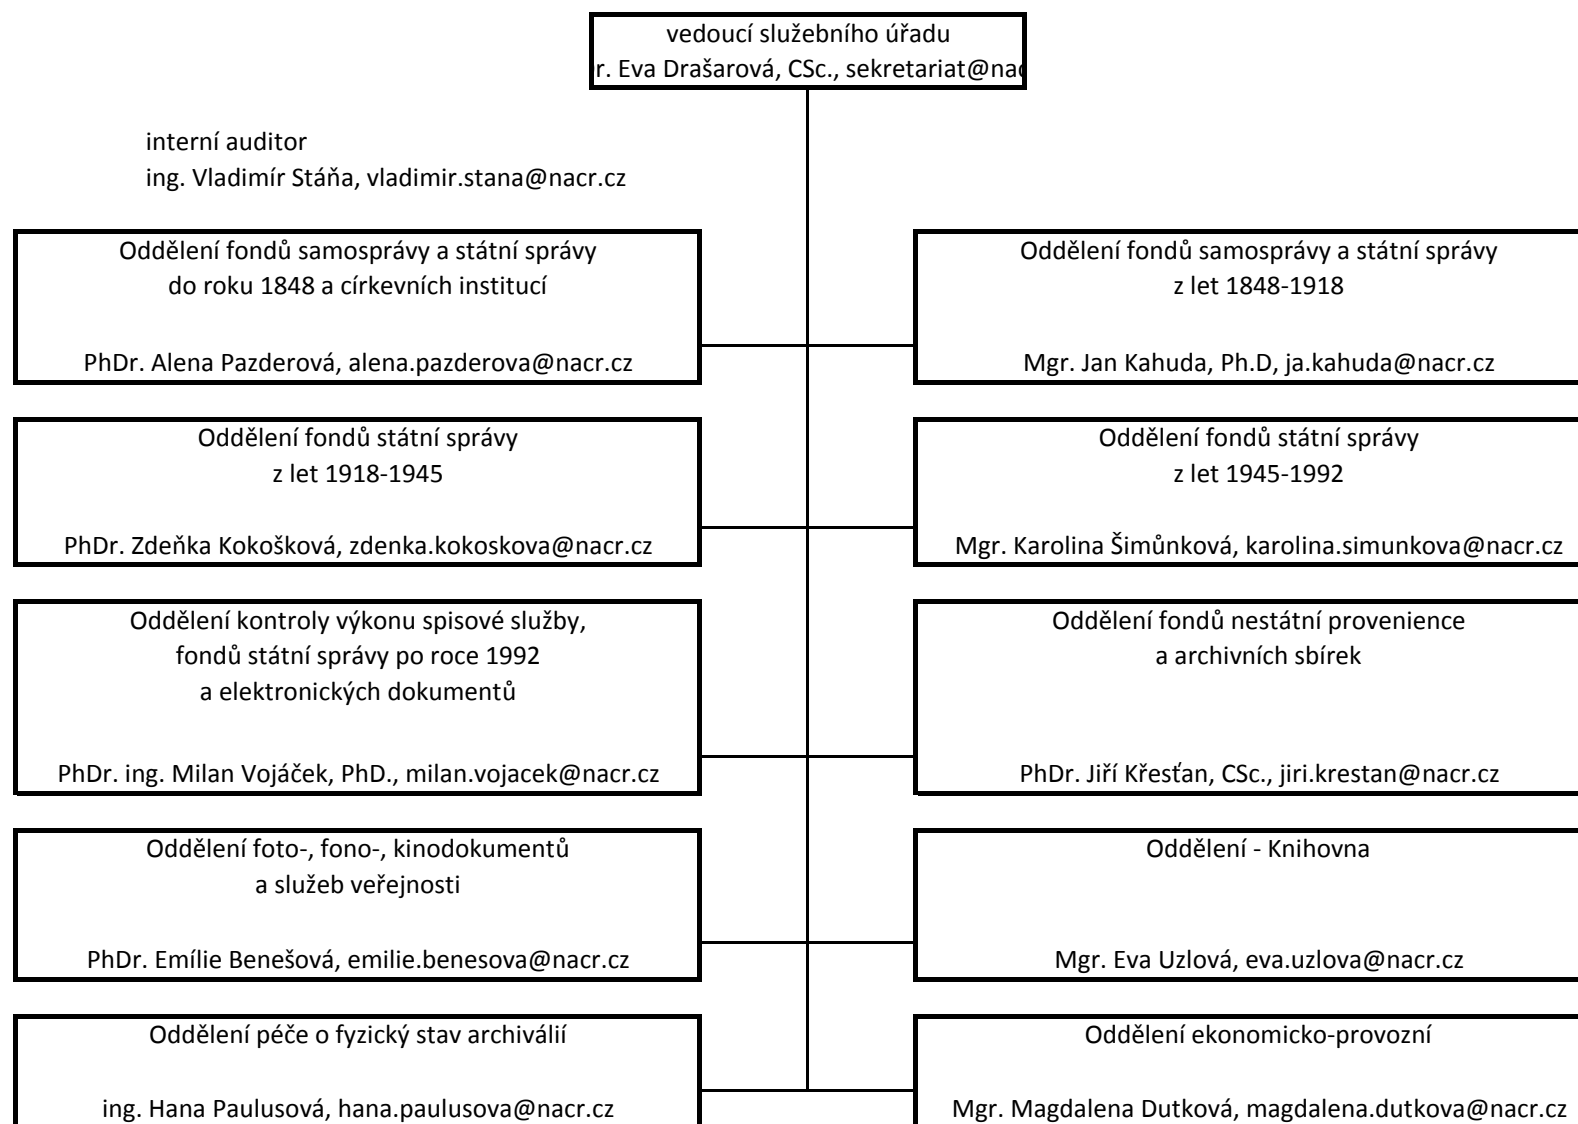 vedoucí služebního úřadu
r. Eva Drašarová, CSc., sekretariat@nac
interní auditor
ing. Vladimír Stáňa, vladimir.stana@nacr.cz
Oddělení fondů samosprávy a státní správy
do roku 1848 a církevních institucí
PhDr. Alena Pazderová, alena.pazderova@nacr.cz
Oddělení fondů samosprávy a státní správy
z let 1848-1918
Mgr. Jan Kahuda, Ph.D, ja.kahuda@nacr.cz
Oddělení fondů státní správy
z let 1918-1945
PhDr. Zdeňka Kokošková, zdenka.kokoskova@nacr.cz
Oddělení fondů státní správy
z let 1945-1992
Mgr. Karolina Šimůnková, karolina.simunkova@nacr.cz
Oddělení kontroly výkonu spisové služby,
fondů státní správy po roce 1992
a elektronických dokumentů
PhDr. ing. Milan Vojáček, PhD., milan.vojacek@nacr.cz
Oddělení fondů nestátní provenience
a archivních sbírek
PhDr. Jiří Křesťan, CSc., jiri.krestan@nacr.cz
Oddělení foto-, fono-, kinodokumentů
a služeb veřejnosti
PhDr. Emílie Benešová, emilie.benesova@nacr.cz
Oddělení - Knihovna
Mgr. Eva Uzlová, eva.uzlova@nacr.cz
Oddělení péče o fyzický stav archiválií
ing. Hana Paulusová, hana.paulusova@nacr.cz
Oddělení ekonomicko-provozní
Mgr. Magdalena Dutková, magdalena.dutkova@nacr.cz